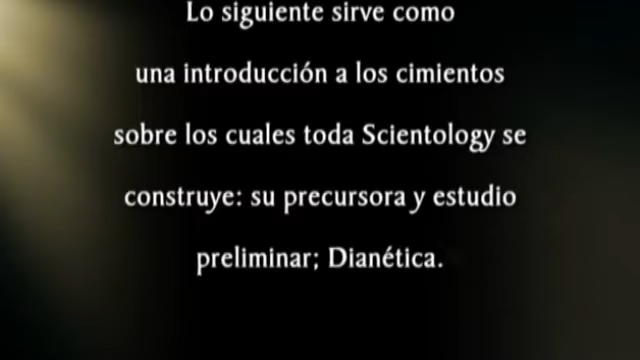 Lo siguiente sirve como
una introducción a los cimientos
sobre los cuales toda Scientology se
construye: su precursora y estudio
preliminar; Dianética.